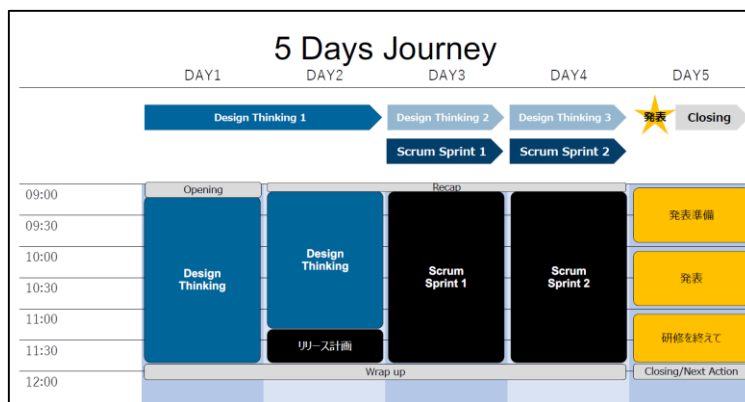 5 Days Journey
DAY1 DAY2 DAY3 DAY4 DAY5
Design Thinking 1
Design Thinking 2
Design Thinking 3
発表
Closing
Scrum Sprint 1
Scrum Sprint 2
09:00
09:30
10:00
10:30
11:00
11:30
12:00
Opening
Recap
Design
Thinking
Design
Thinking
リリース計画
Scrum
Sprint 1
Scrum
Sprint 2
発表準備
発表
研修を終えて
Wrap up
Closing/Next Action